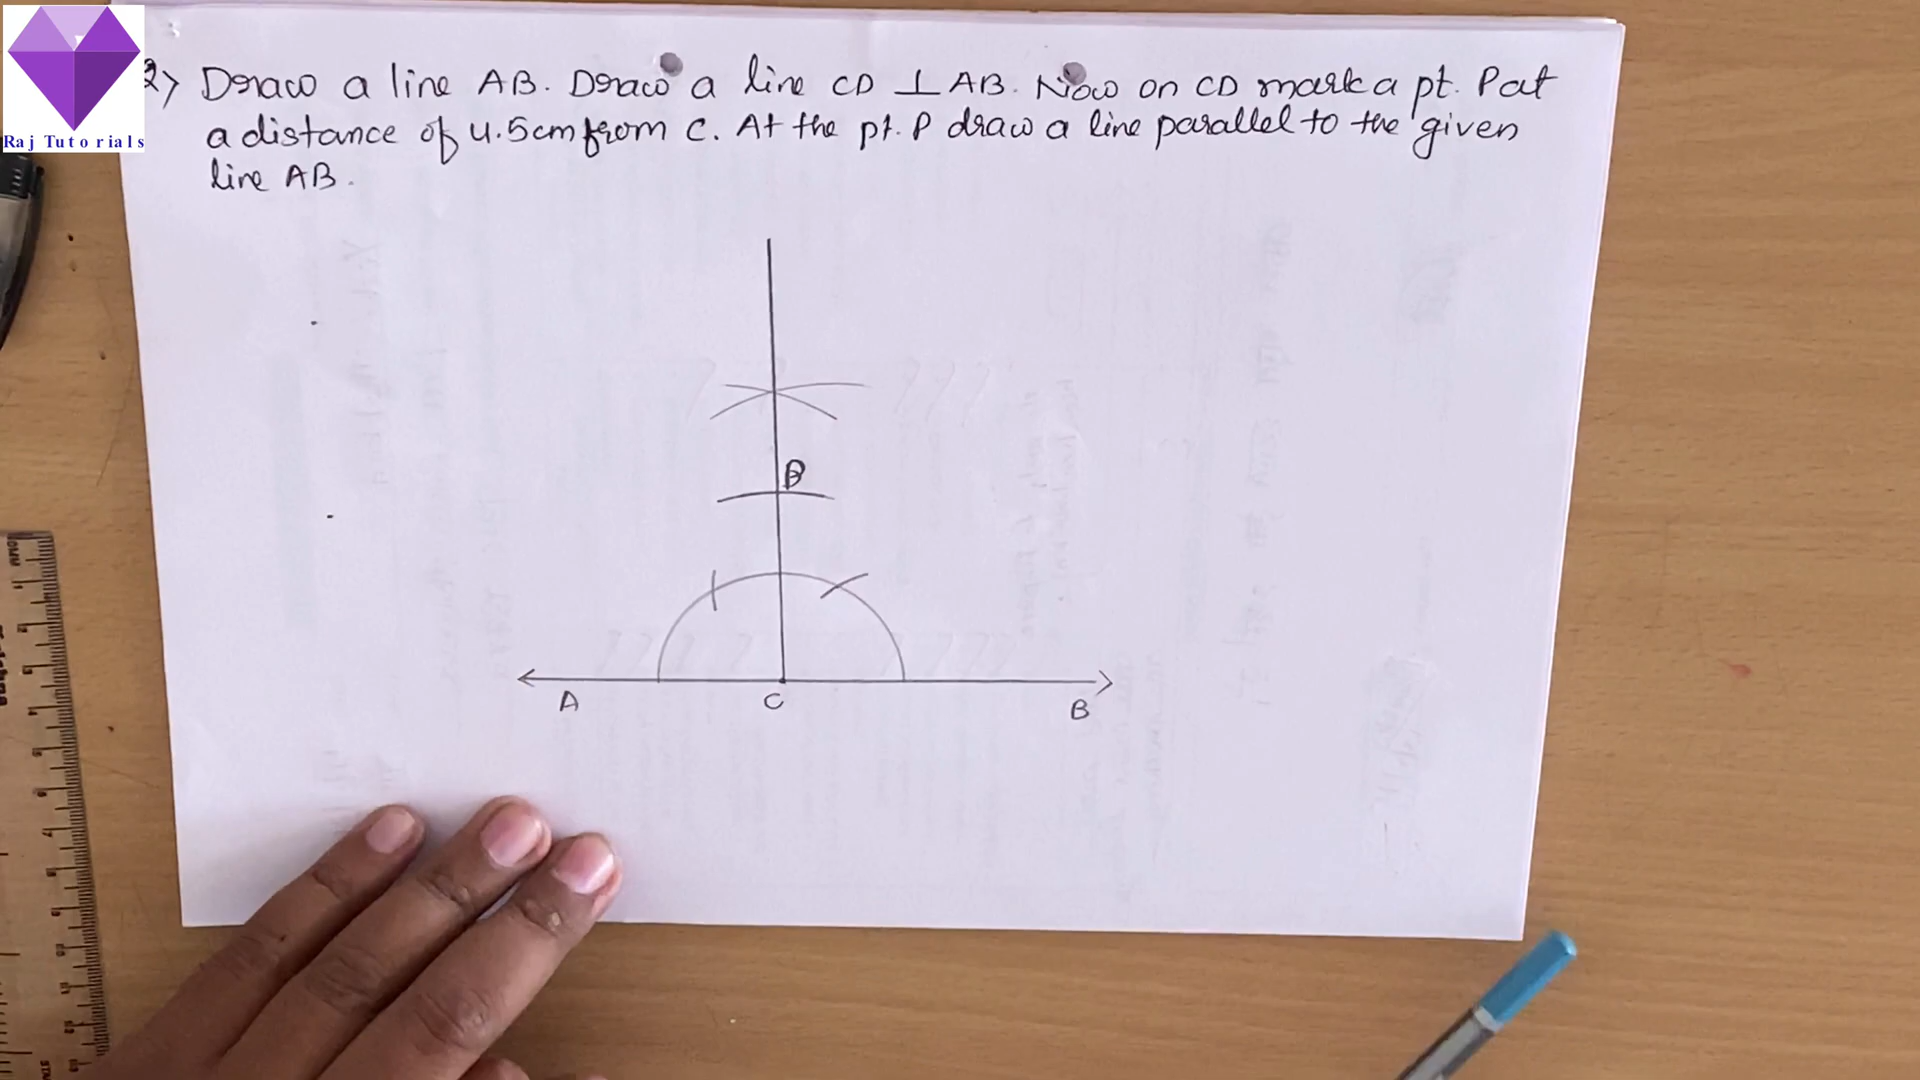 2) Draw a line AB. Draw a line CD ⊥ AB. Now on CD mark a pt. P at
a distance of 4.5cm from C. At the pt. P draw a line parallel to the given
line AB.
Raj Tutorials
P
A C B